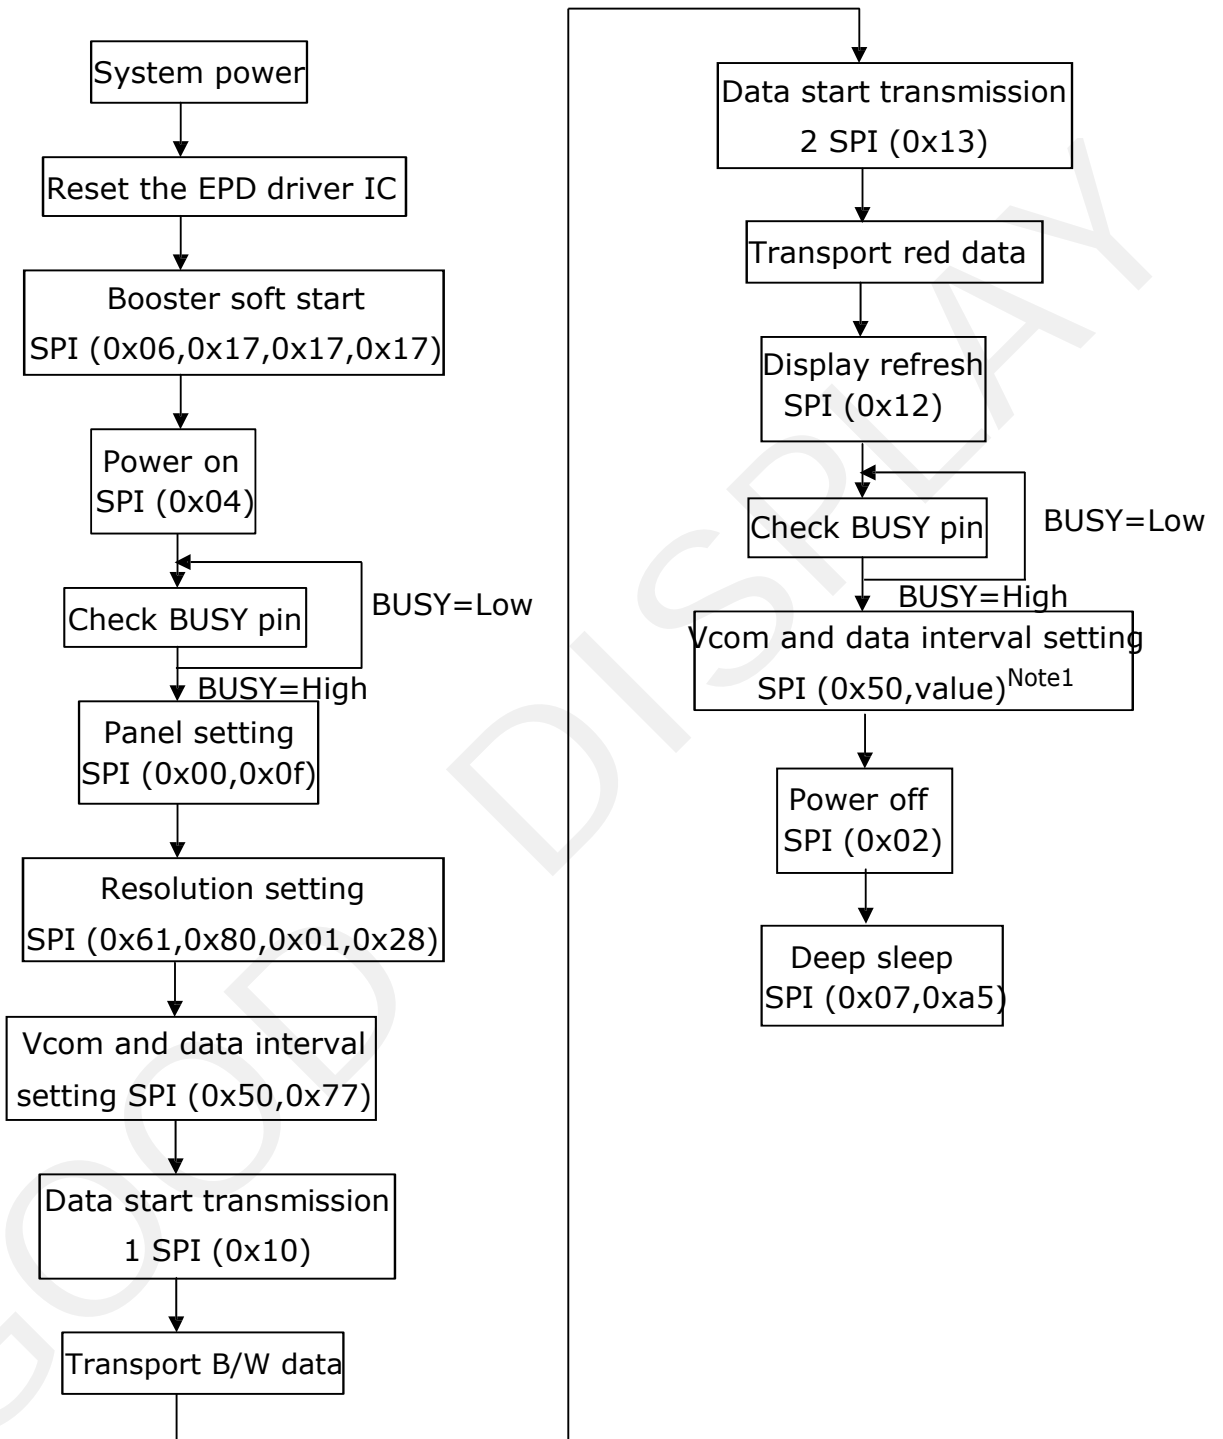 System power
Reset the EPD driver IC
Booster soft start
SPI (0x06,0x17,0x17,0x17)
Power on
SPI (0x04)
Check BUSY pin
BUSY=Low
BUSY=High
Panel setting
SPI (0x00,0x0f)
Resolution setting
SPI (0x61,0x80,0x01,0x28)
Vcom and data interval
setting SPI (0x50,0x77)
Data start transmission
1 SPI (0x10)
Transport B/W data
Data start transmission
2 SPI (0x13)
Transport red data
Display refresh
SPI (0x12)
Check BUSY pin
BUSY=Low
BUSY=High
Vcom and data interval setting
SPI (0x50,value)Note1
Power off
SPI (0x02)
Deep sleep
SPI (0x07,0xa5)
GOOD DISPLAY